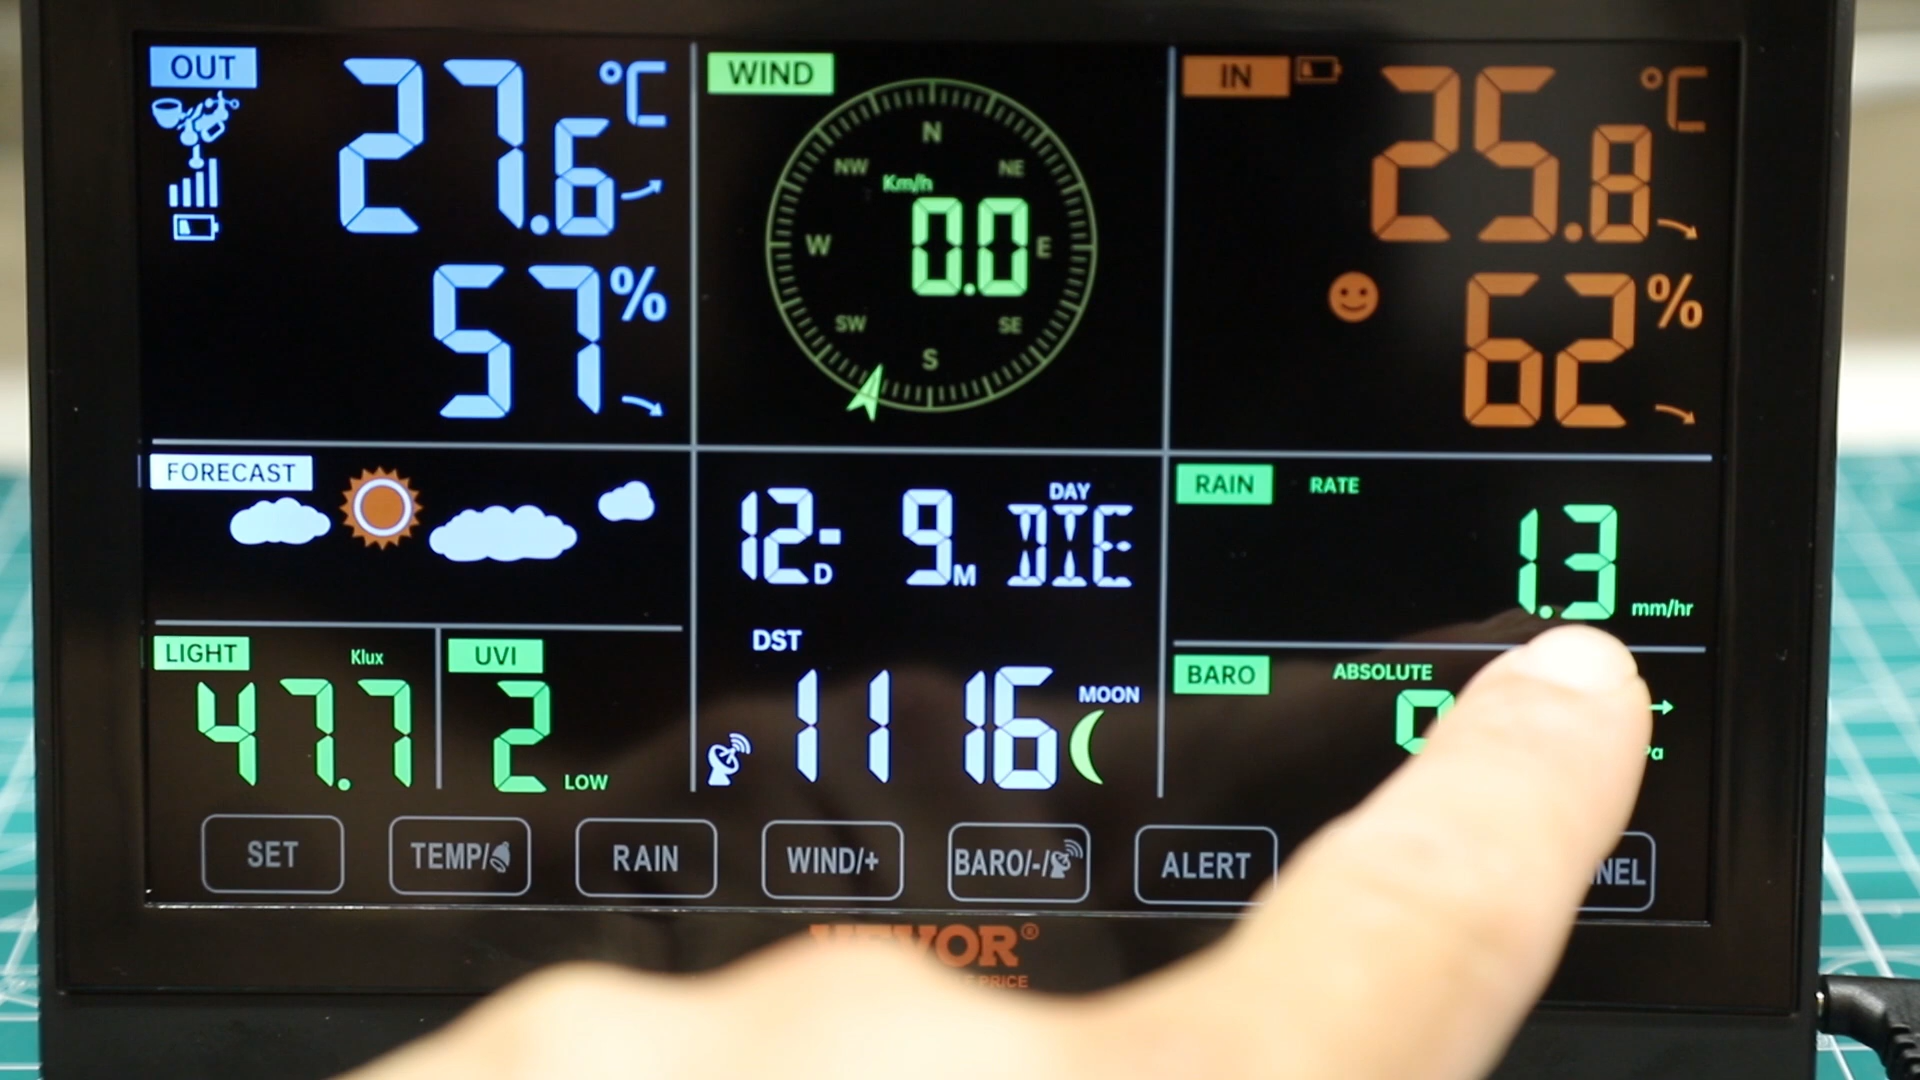 OUT
27.6 °C
57 %
WIND
N
NW
NE
Km/h
0.0
W
E
SW
SE
S
IN
25.8 °C
62 %
FORECAST
LIGHT
Klux
47.7
UVI
2
LOW
DAY
12- D 9 M DIE
DST
11 16
MOON
RAIN RATE
1.3 mm/hr
BARO ABSOLUTE
SET
TEMP/
RAIN
WIND/+
BARO/-/
ALERT
VEVOR®
PRICE